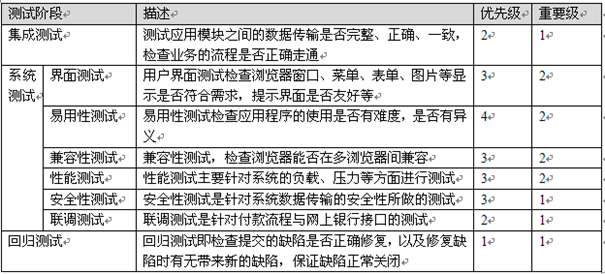 测试阶段 描述 优先级 重要级
集成测试 测试应用模块之间的数据传输是否完整、正确、一致， 2 1
检查业务的流程是否正确走通
系统 界面测试 用户界面测试检查浏览器窗口、菜单、表单、图片等显 3 2
测试 示是否符合需求，提示界面是否友好等
易用性测试 易用性测试检查应用程序的使用是否有难度，是否有异 4 2
义
兼容性测试 兼容性测试，检查浏览器能否在多浏览器间兼容 3 2
性能测试 性能测试主要针对系统的负载、压力等方面进行测试 3 2
安全性测试 安全性测试是针对系统数据传输的安全性所做的测试 3 1
联调测试 联调测试是针对付款流程与网上银行接口的测试 2 1
回归测试 回归测试即检查提交的缺陷是否正确修复，以及修复缺 1 1
陷时有无带来新的缺陷，保证缺陷正常关闭